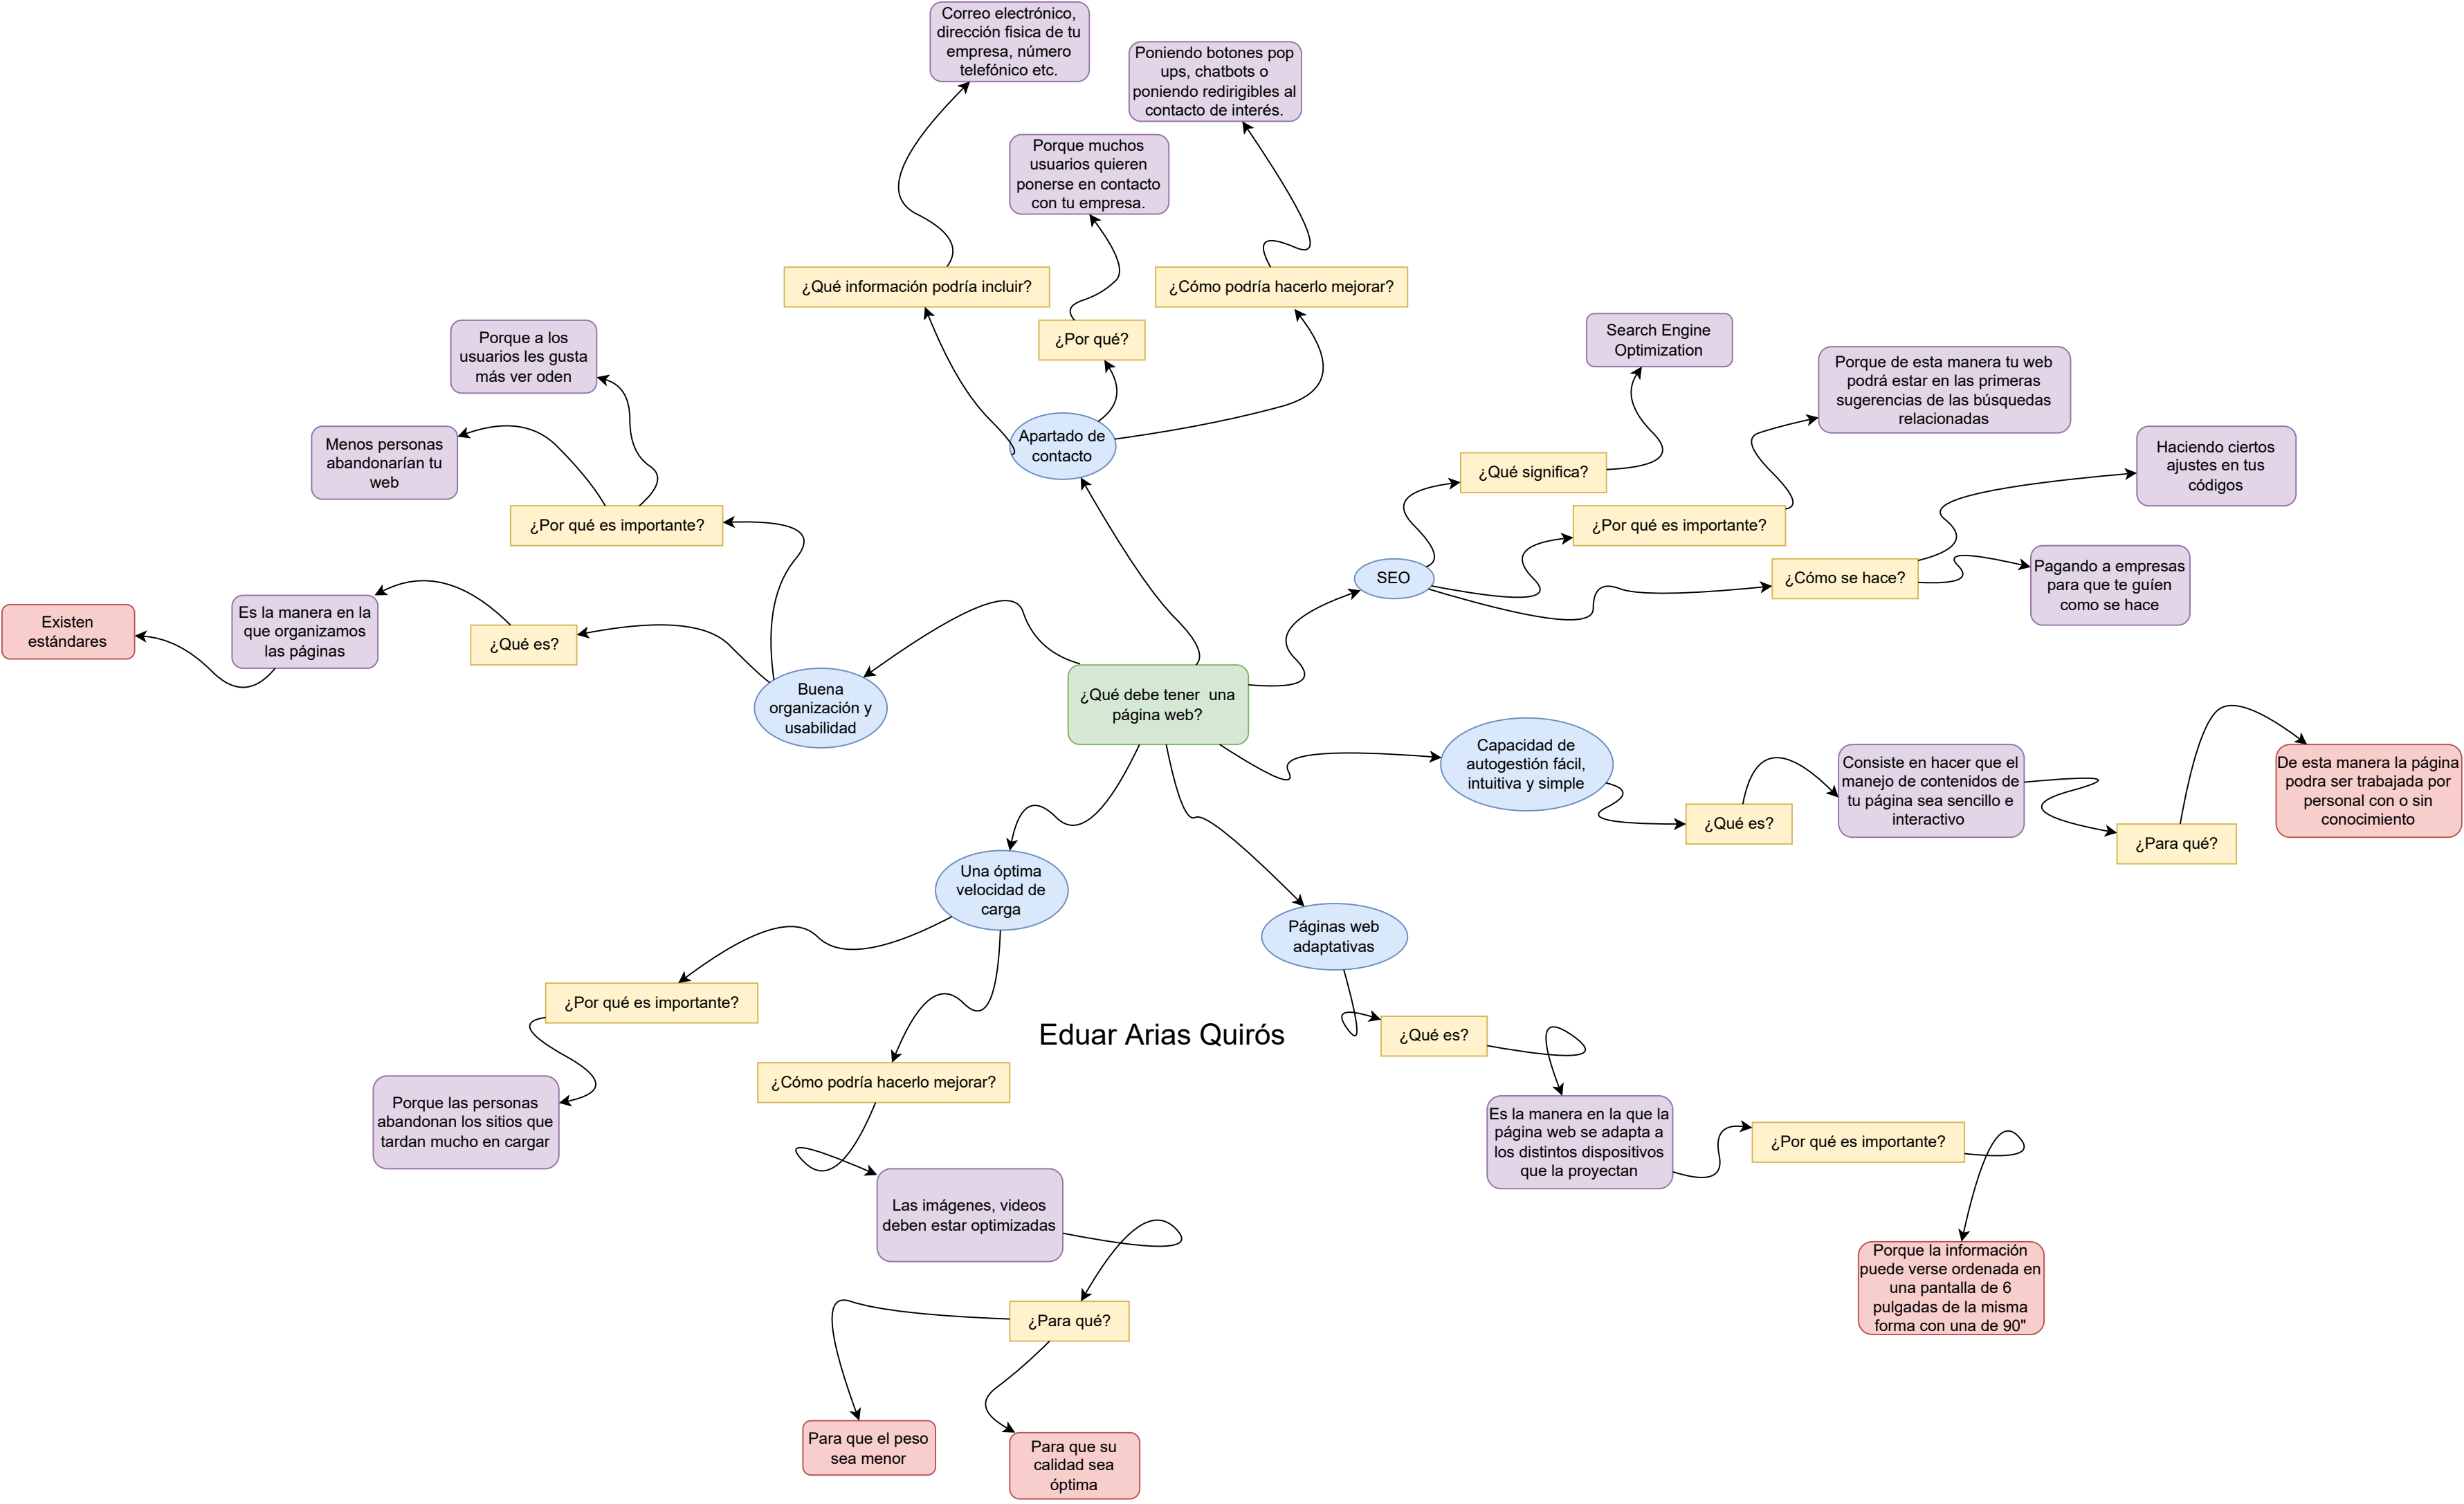 Correo electrónico,
dirección fisica de tu
empresa, número
telefónico etc.
Poniendo botones pop
ups, chatbots o
poniendo redirigibles al
contacto de interés.
Porque muchos
usuarios quieren
ponerse en contacto
con tu empresa.
¿Qué información podría incluir?
¿Por qué?
¿Cómo podría hacerlo mejorar?
Apartado de
contacto
Porque a los
usuarios les gusta
más ver oden
Menos personas
abandonarían tu
web
¿Por qué es importante?
Existen
estándares
Es la manera en la
que organizamos
las páginas
¿Qué es?
Buena
organización y
usabilidad
¿Qué debe tener  una
página web?
Search Engine
Optimization
Porque de esta manera tu web
podrá estar en las primeras
sugerencias de las búsquedas
relacionadas
Haciendo ciertos
ajustes en tus
códigos
¿Qué significa?
¿Por qué es importante?
SEO
¿Cómo se hace?
Pagando a empresas
para que te guíen
como se hace
Capacidad de
autogestión fácil,
intuitiva y simple
¿Qué es?
Consiste en hacer que el
manejo de contenidos de
tu página sea sencillo e
interactivo
¿Para qué?
De esta manera la página
podra ser trabajada por
personal con o sin
conocimiento
Una óptima
velocidad de
carga
¿Por qué es importante?
Porque las personas
abandonan los sitios que
tardan mucho en cargar
¿Cómo podría hacerlo mejorar?
Las imágenes, videos
deben estar optimizadas
¿Para qué?
Para que el peso
sea menor
Para que su
calidad sea
óptima
Eduar Arias Quirós
Páginas web
adaptativas
¿Qué es?
Es la manera en la que la
página web se adapta a
los distintos dispositivos
que la proyectan
¿Por qué es importante?
Porque la información
puede verse ordenada en
una pantalla de 6
pulgadas de la misma
forma con una de 90"